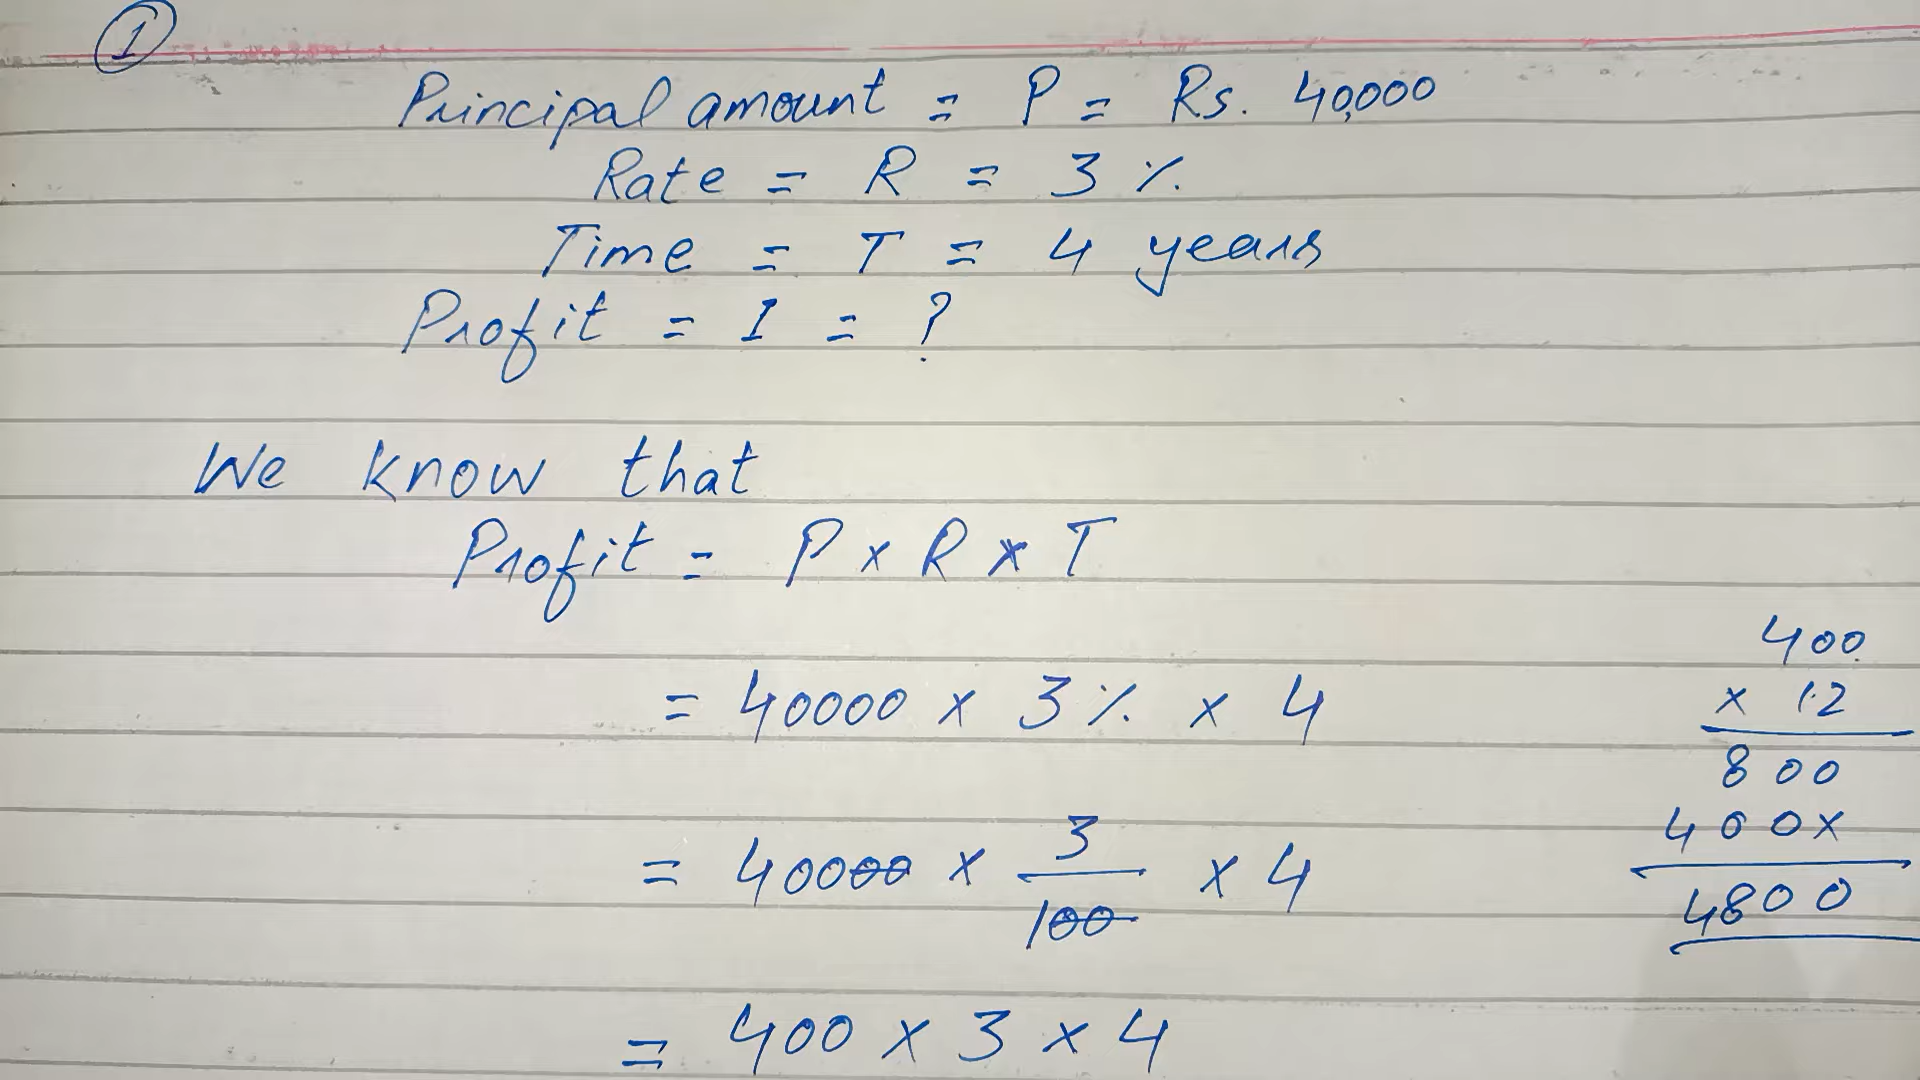 ①
Principal amount = P = Rs. 40,000
Rate = R = 3 %
Time = T = 4 years
Profit = I = ?
We know that
Profit = P × R × T
= 40000 × 3 % × 4
= 40000 × 3/100 × 4
= 400 × 3 × 4
400
× 12
800
400×
4800